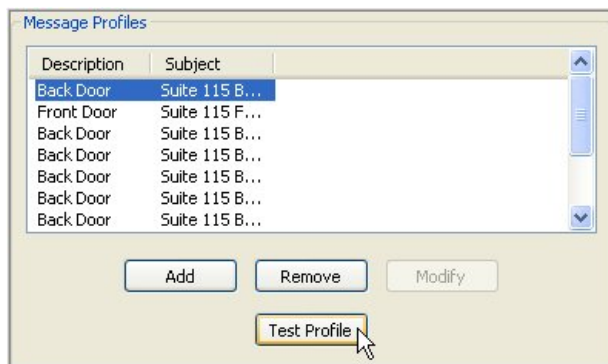 Message Profiles
Description Subject
Back Door Suite 115 B...
Front Door Suite 115 F...
Back Door Suite 115 B...
Back Door Suite 115 B...
Back Door Suite 115 B...
Back Door Suite 115 B...
Back Door Suite 115 B...
Add Remove Modify
Test Profile